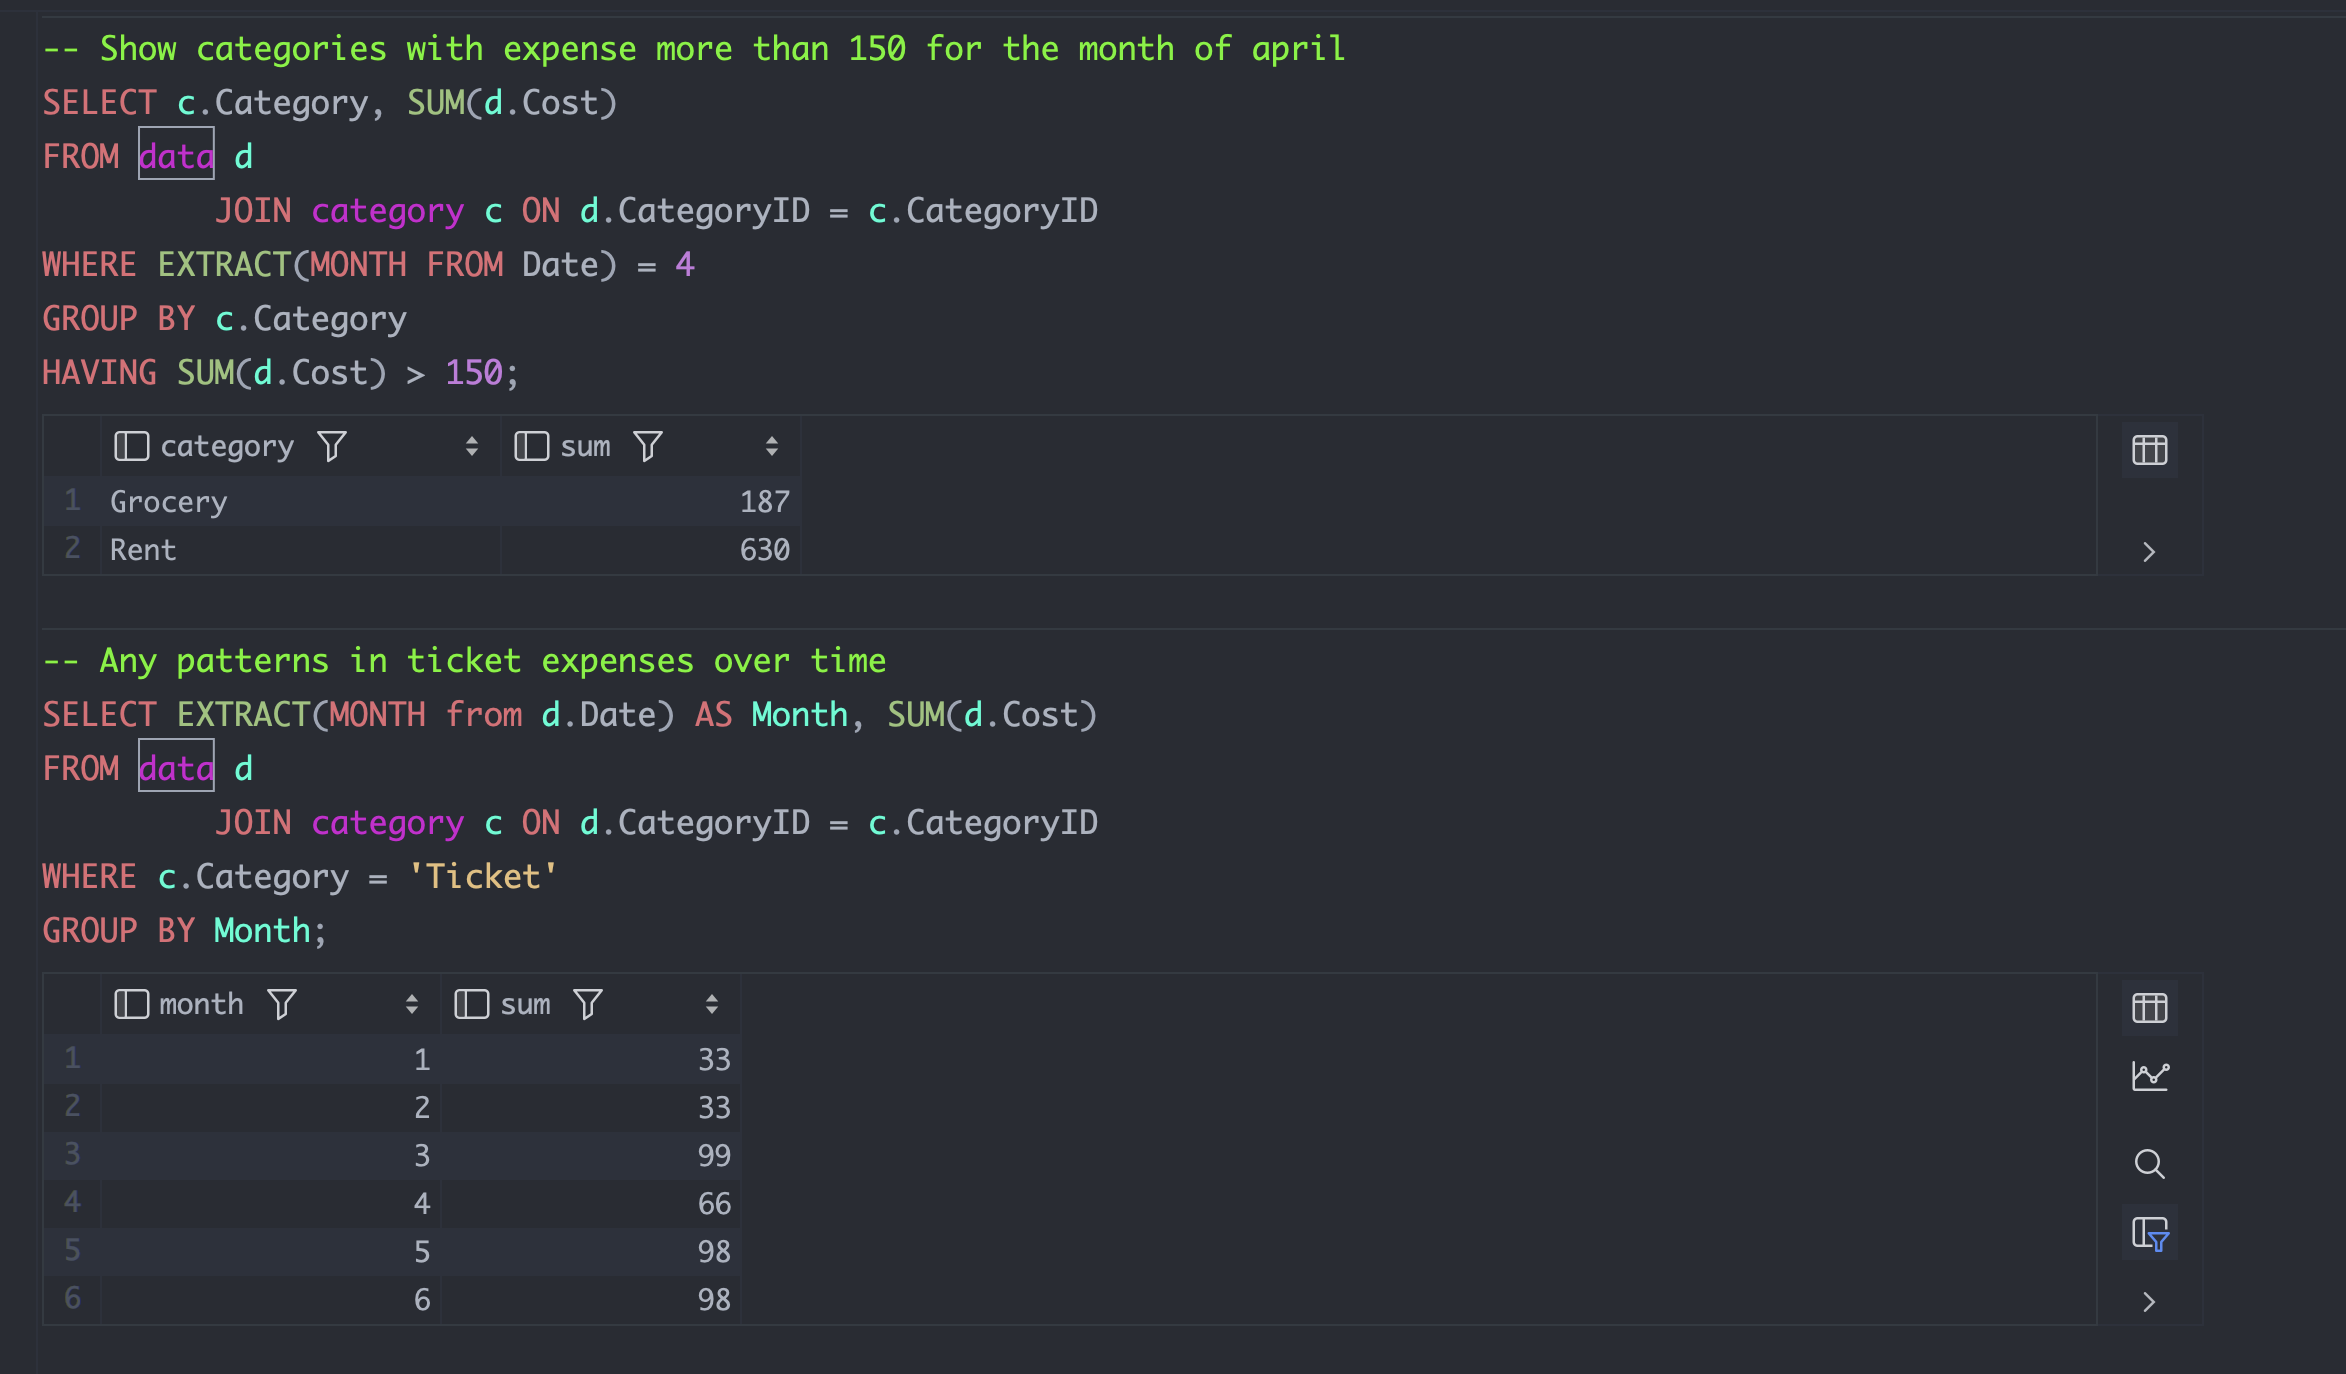 -- Show categories with expense more than 150 for the month of april
SELECT c.Category, SUM(d.Cost)
FROM data d
JOIN category c ON d.CategoryID = c.CategoryID
WHERE EXTRACT(MONTH FROM Date) = 4
GROUP BY c.Category
HAVING SUM(d.Cost) > 150;
category sum
1 Grocery 187
2 Rent 630
-- Any patterns in ticket expenses over time
SELECT EXTRACT(MONTH from d.Date) AS Month, SUM(d.Cost)
FROM data d
JOIN category c ON d.CategoryID = c.CategoryID
WHERE c.Category = 'Ticket'
GROUP BY Month;
month sum
1 1 33
2 2 33
3 3 99
4 4 66
5 5 98
6 6 98